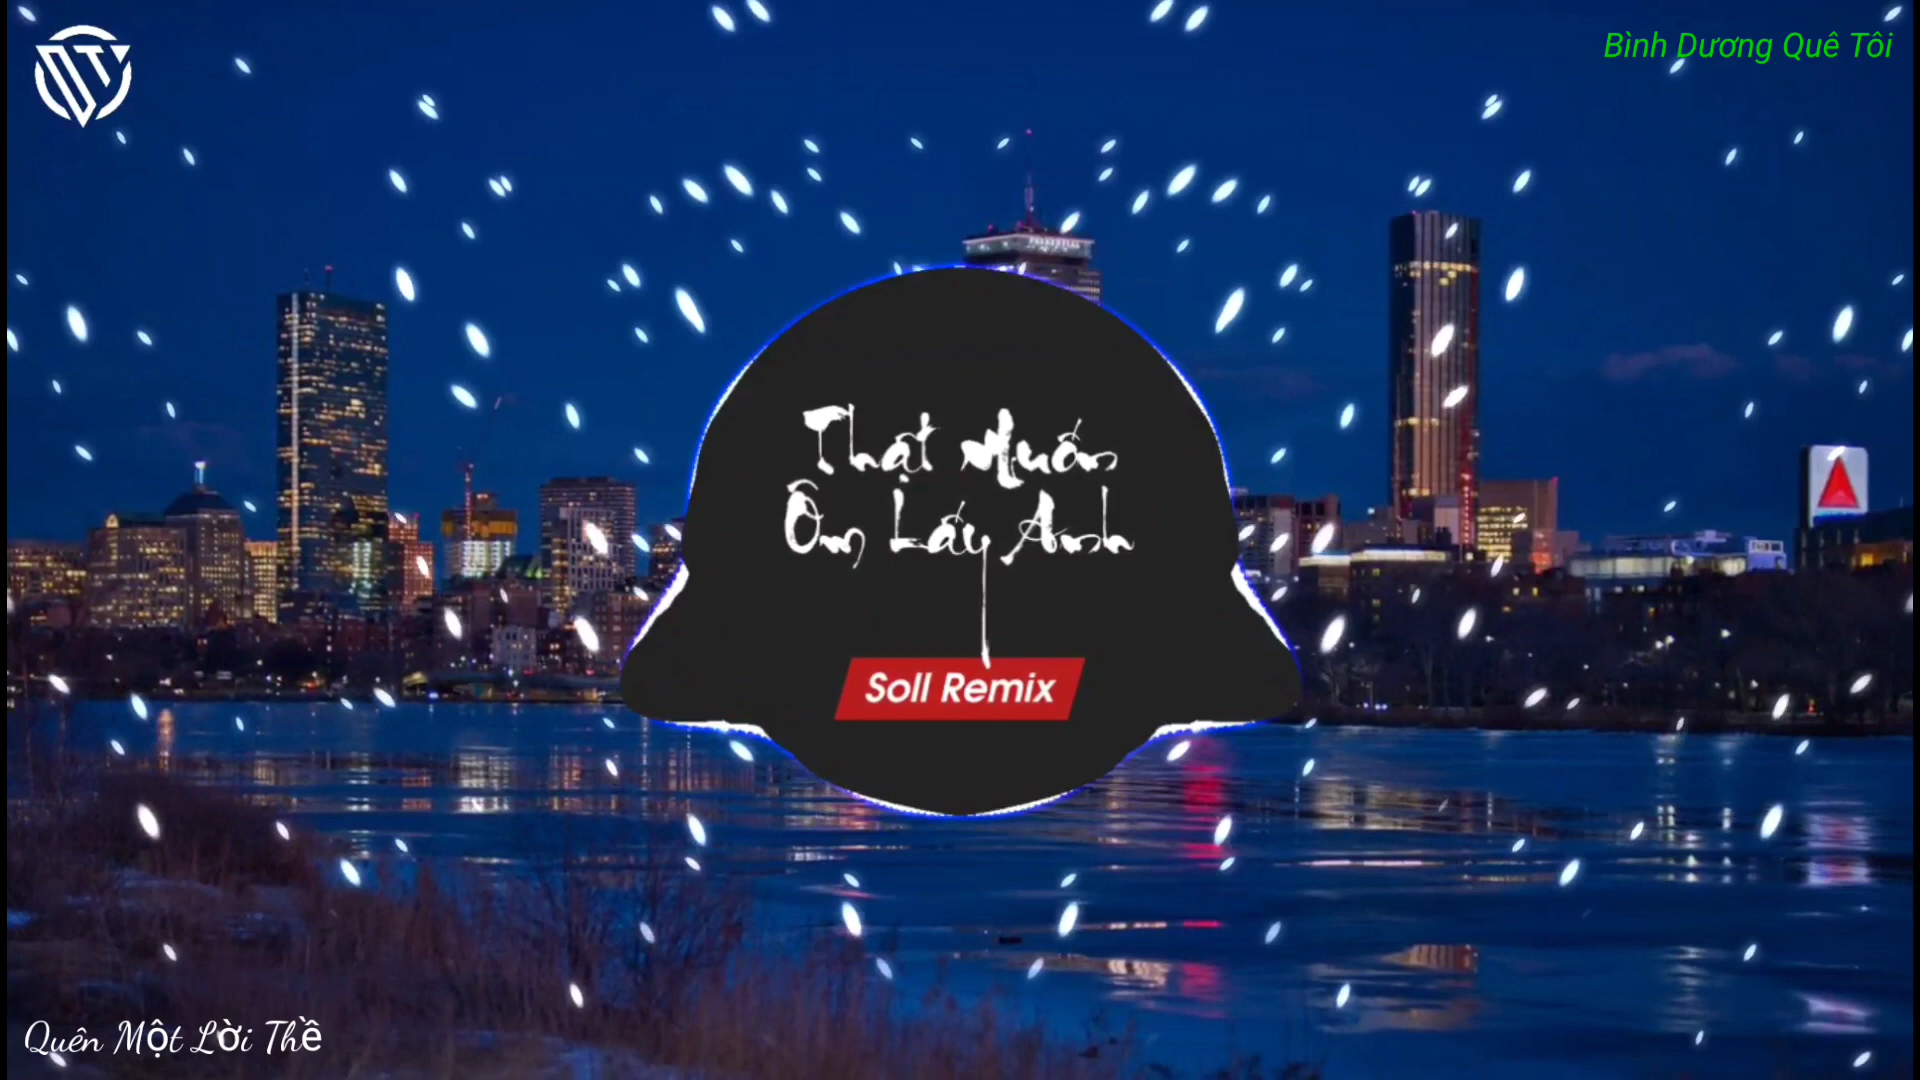 Bình Dương Quê Tôi
Thật Muốn
Ôm Lấy Anh
Soll Remix
Quên Một Lời Thề